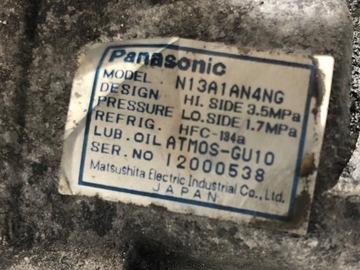 Panasonic
MODEL N13A1AN4NG
DESIGN HI. SIDE 3.5MPa
PRESSURE LO. SIDE 1.7MPa
REFRIG. HFC-134a
LUB. OIL ATMOS-GU10
SER. NO 12000538
Matsushita Electric Industrial Co., Ltd.
JAPAN